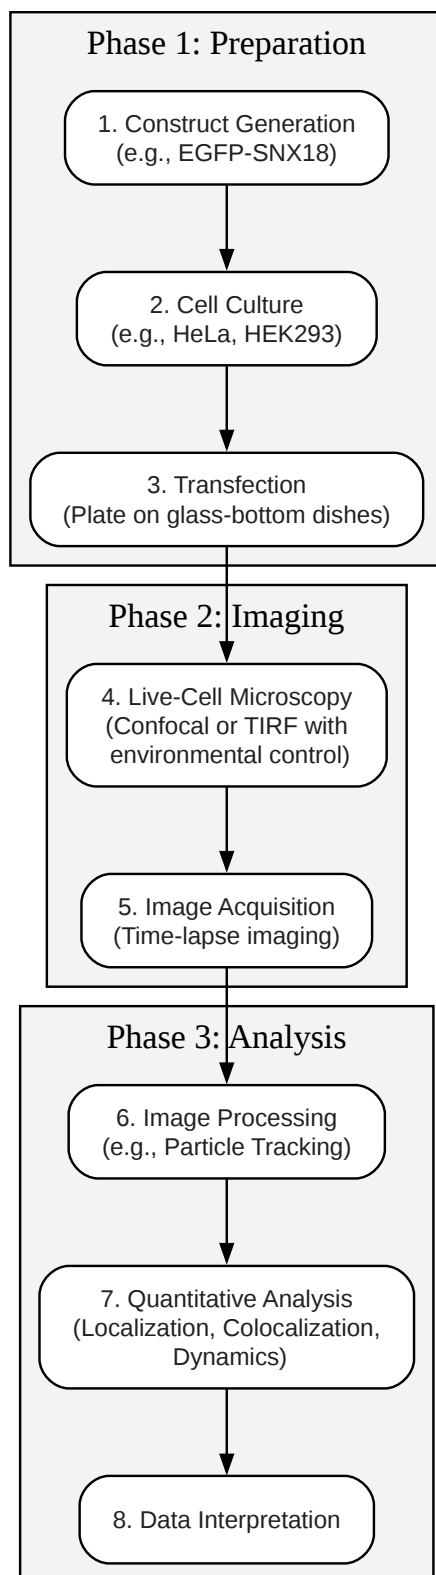 Phase 1: Preparation
1. Construct Generation
(e.g., EGFP-SNX18)
2. Cell Culture
(e.g., HeLa, HEK293)
3. Transfection
(Plate on glass-bottom dishes)
Phase 2: Imaging
4. Live-Cell Microscopy
(Confocal or TIRF with
environmental control)
5. Image Acquisition
(Time-lapse imaging)
Phase 3: Analysis
6. Image Processing
(e.g., Particle Tracking)
7. Quantitative Analysis
(Localization, Colocalization,
Dynamics)
8. Data Interpretation